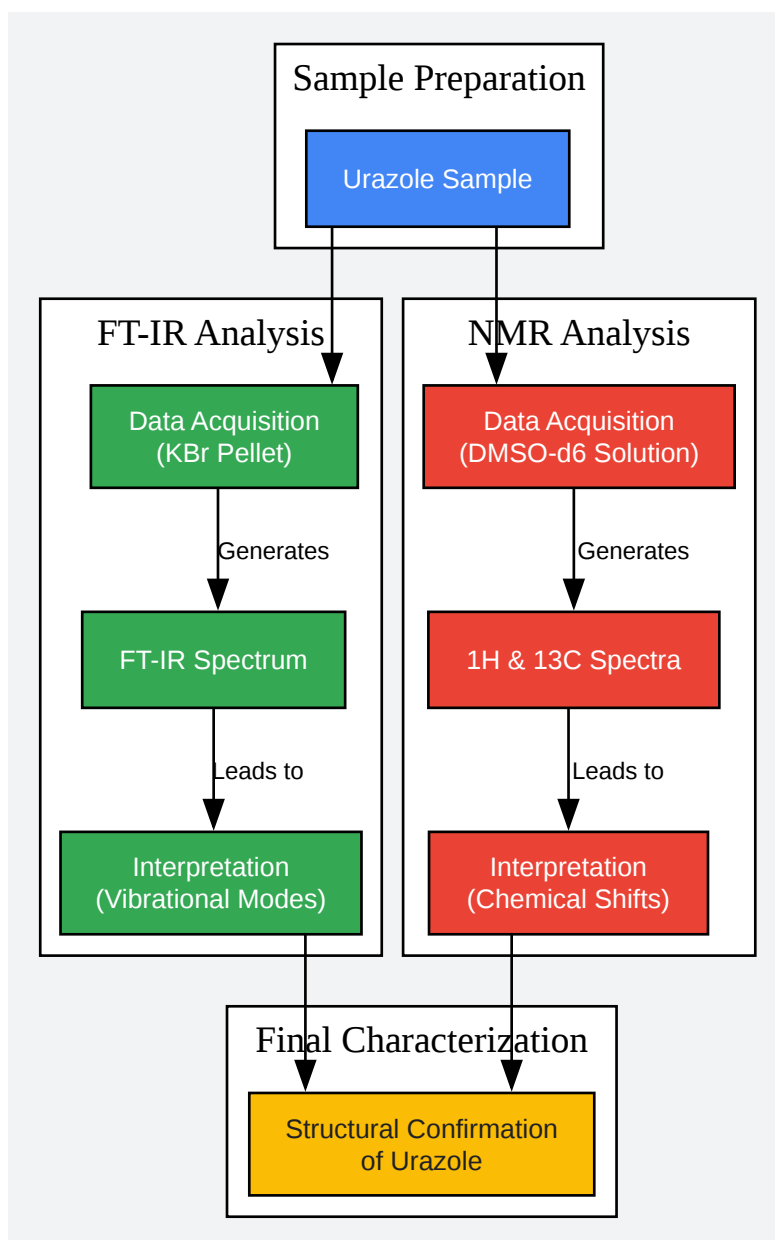 Sample Preparation
Urazole Sample
FT-IR Analysis
Data Acquisition
(KBr Pellet)
Generates
FT-IR Spectrum
Leads to
Interpretation
(Vibrational Modes)
NMR Analysis
Data Acquisition
(DMSO-d6 Solution)
Generates
1H & 13C Spectra
Leads to
Interpretation
(Chemical Shifts)
Final Characterization
Structural Confirmation
of Urazole